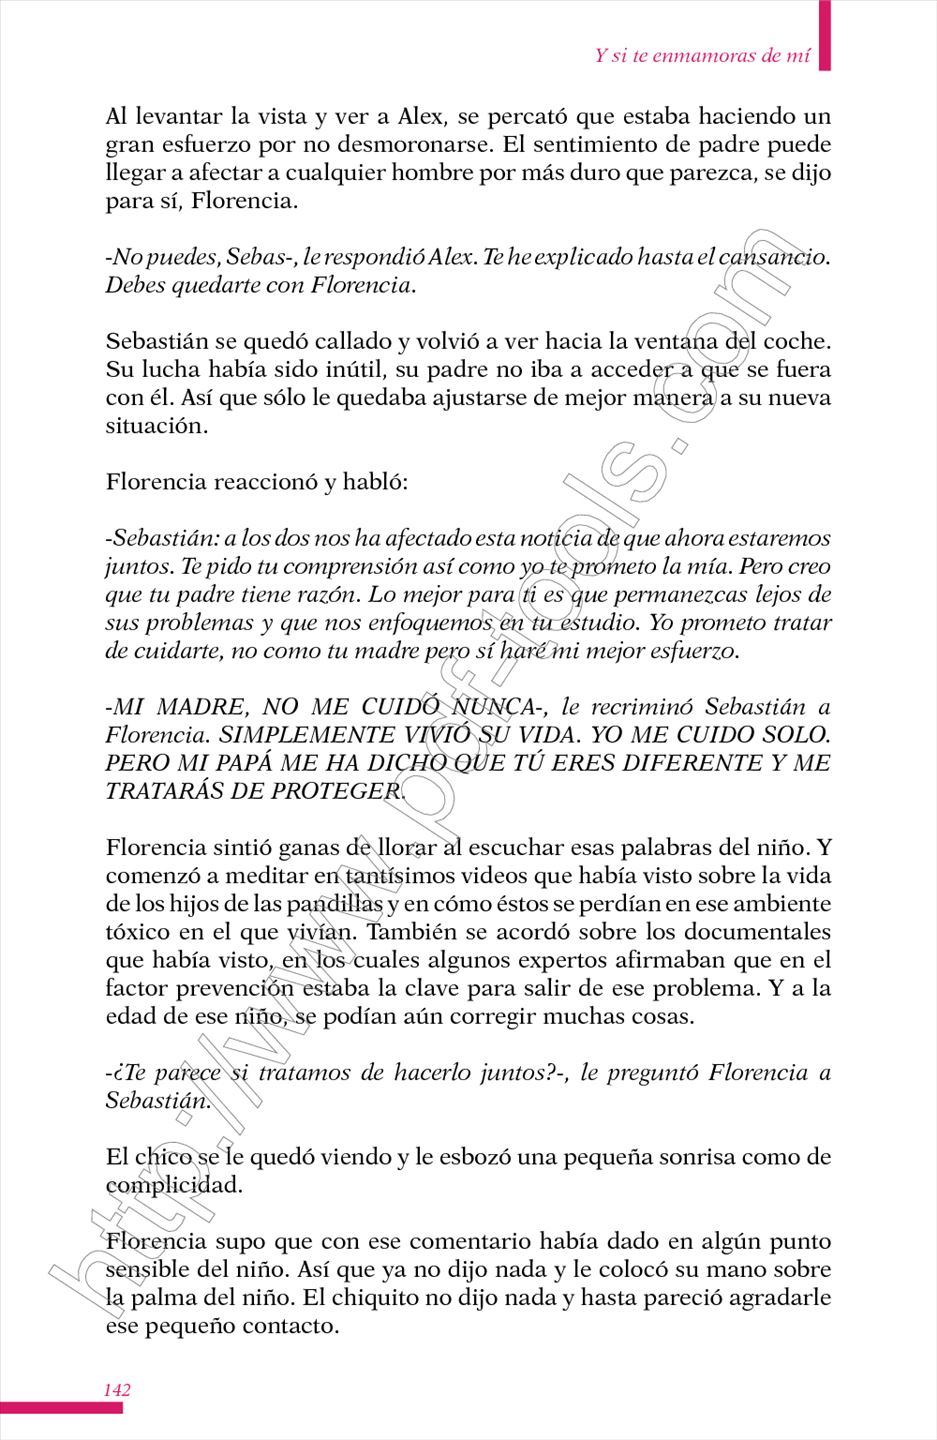 Y si te enmamoras de mí
Al levantar la vista y ver a Alex, se percató que estaba haciendo un
gran esfuerzo por no desmoronarse. El sentimiento de padre puede
llegar a afectar a cualquier hombre por más duro que parezca, se dijo
para sí, Florencia.
-No puedes, Sebas-, le respondió Alex. Te he explicado hasta el cansancio.
Debes quedarte con Florencia.
Sebastián se quedó callado y volvió a ver hacia la ventana del coche.
Su lucha había sido inútil, su padre no iba a acceder a que se fuera
con él. Así que sólo le quedaba ajustarse de mejor manera a su nueva
situación.
Florencia reaccionó y habló:
-Sebastián: a los dos nos ha afectado esta noticia de que ahora estaremos
juntos. Te pido tu comprensión así como yo te prometo la mía. Pero creo
que tu padre tiene razón. Lo mejor para ti es que permanezcas lejos de
sus problemas y que nos enfoquemos en tu estudio. Yo prometo tratar
de cuidarte, no como tu madre pero sí haré mi mejor esfuerzo.
-MI MADRE, NO ME CUIDÓ NUNCA-, le recriminó Sebastián a
Florencia. SIMPLEMENTE VIVIÓ SU VIDA. YO ME CUIDO SOLO.
PERO MI PAPÁ ME HA DICHO QUE TÚ ERES DIFERENTE Y ME
TRATARÁS DE PROTEGER.
Florencia sintió ganas de llorar al escuchar esas palabras del niño. Y
comenzó a meditar en tantísimos videos que había visto sobre la vida
de los hijos de las pandillas y en cómo éstos se perdían en ese ambiente
tóxico en el que vivían. También se acordó sobre los documentales
que había visto, en los cuales algunos expertos afirmaban que en el
factor prevención estaba la clave para salir de ese problema. Y a la
edad de ese niño, se podían aún corregir muchas cosas.
-¿Te parece si tratamos de hacerlo juntos?-, le preguntó Florencia a
Sebastián.
El chico se le quedó viendo y le esbozó una pequeña sonrisa como de
complicidad.
Florencia supo que con ese comentario había dado en algún punto
sensible del niño. Así que ya no dijo nada y le colocó su mano sobre
la palma del niño. El chiquito no dijo nada y hasta pareció agradarle
ese pequeño contacto.
142
http://www.pdf-tools.com